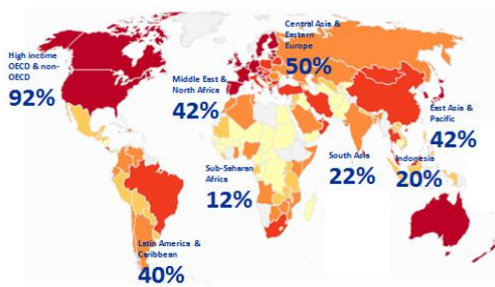 High income
OECD & non-
OECD
92%
Middle East &
North Africa
42%
Central Asia &
Eastern
Europe
50%
East Asia &
Pacific
42%
South Asia
22%
Indonesia
20%
Sub-Saharan
Africa
12%
Latin America &
Caribbean
40%